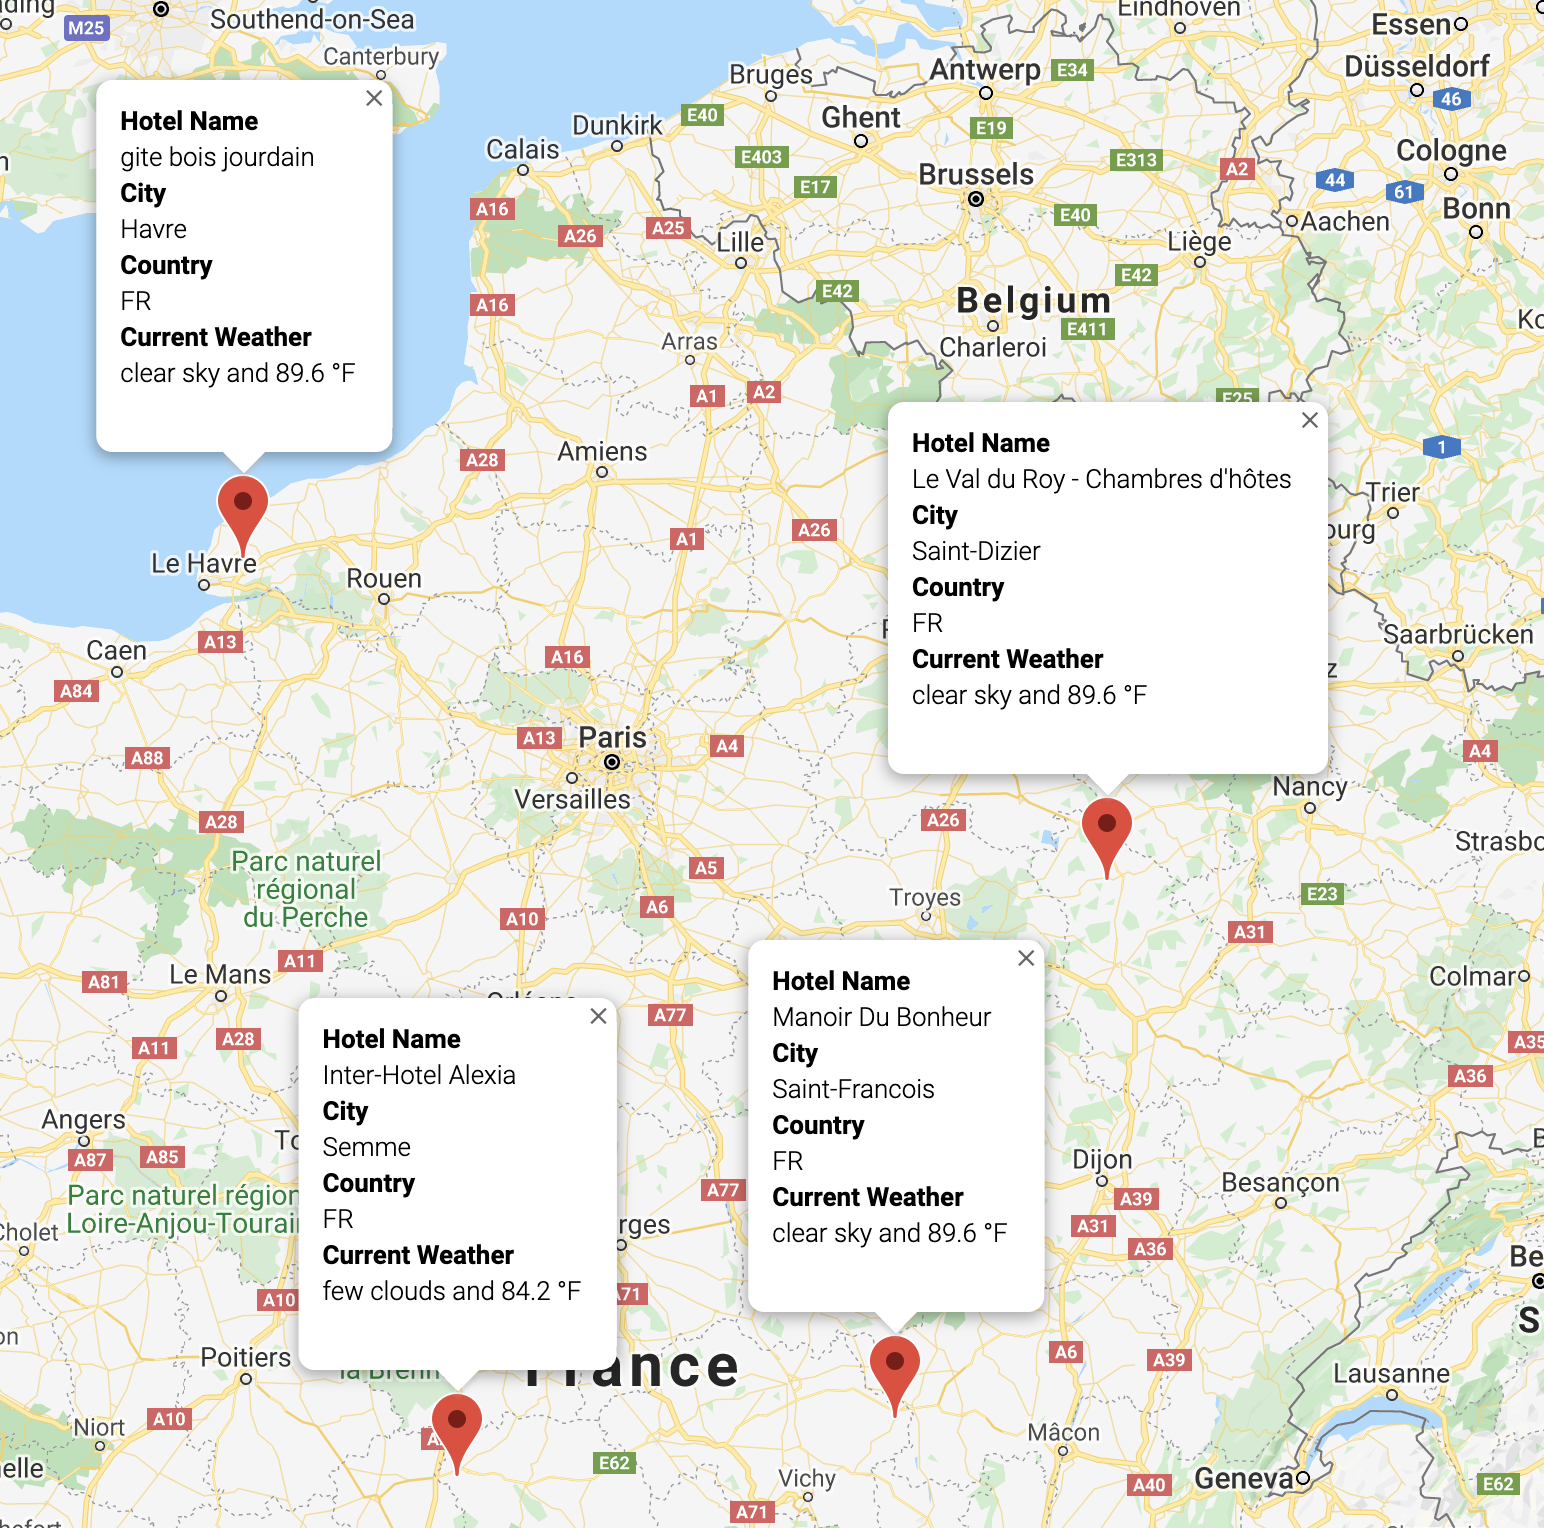 Southend-on-Sea
M25
Canterbury
Eindhoven
Essen
Düsseldorf
46
Bruges
Antwerp
E34
Ghent
E40
E19
Dunkirk
Calais
E403
E17
Brussels
E313
A2
44
61
Cologne
Bonn
Aachen
A16
A26
A25
Lille
E40
Liège
E42
E42
A16
Belgium
E411
Charleroi
Arras
A1
A2
E25
Hotel Name
gite bois jourdain
City
Havre
Country
FR
Current Weather
clear sky and 89.6 °F
A28
Amiens
1
Trier
A1
A26
Le Havre
Rouen
Hotel Name
Le Val du Roy - Chambres d'hôtes
City
Saint-Dizier
Country
FR
Current Weather
clear sky and 89.6 °F
Saarbrücken
A13
Caen
A84
A16
A88
A13
Paris
A4
Versailles
A4
Nancy
A28
A26
Strasbo
Parc naturel
régional
du Perche
A5
A6
A10
Troyes
E23
A31
A11
Le Mans
A81
Colmar
A77
A28
A11
A35
A36
Hotel Name
Manoir Du Bonheur
City
Saint-Francois
Country
FR
Current Weather
clear sky and 89.6 °F
Hotel Name
Inter-Hotel Alexia
City
Semme
Country
FR
Current Weather
few clouds and 84.2 °F
Angers
A87
A85
Parc naturel région
Loire-Anjou-Tourai
Cholet
A77
rges
Dijon
A39
A31
A36
Besançon
Be
S
A10
A71
Poitiers
France
A6
A39
Lausanne
Niort
A10
E62
Vichy
A71
Mâcon
A40
Geneva
E62
elle